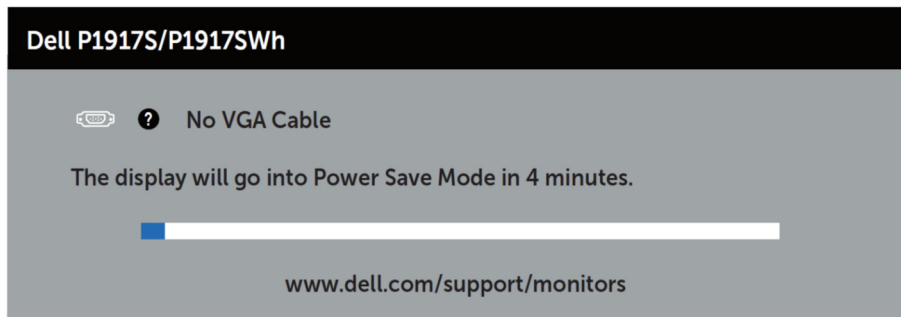 Dell P1917S/P1917SWh
? No VGA Cable
The display will go into Power Save Mode in 4 minutes.
www.dell.com/support/monitors